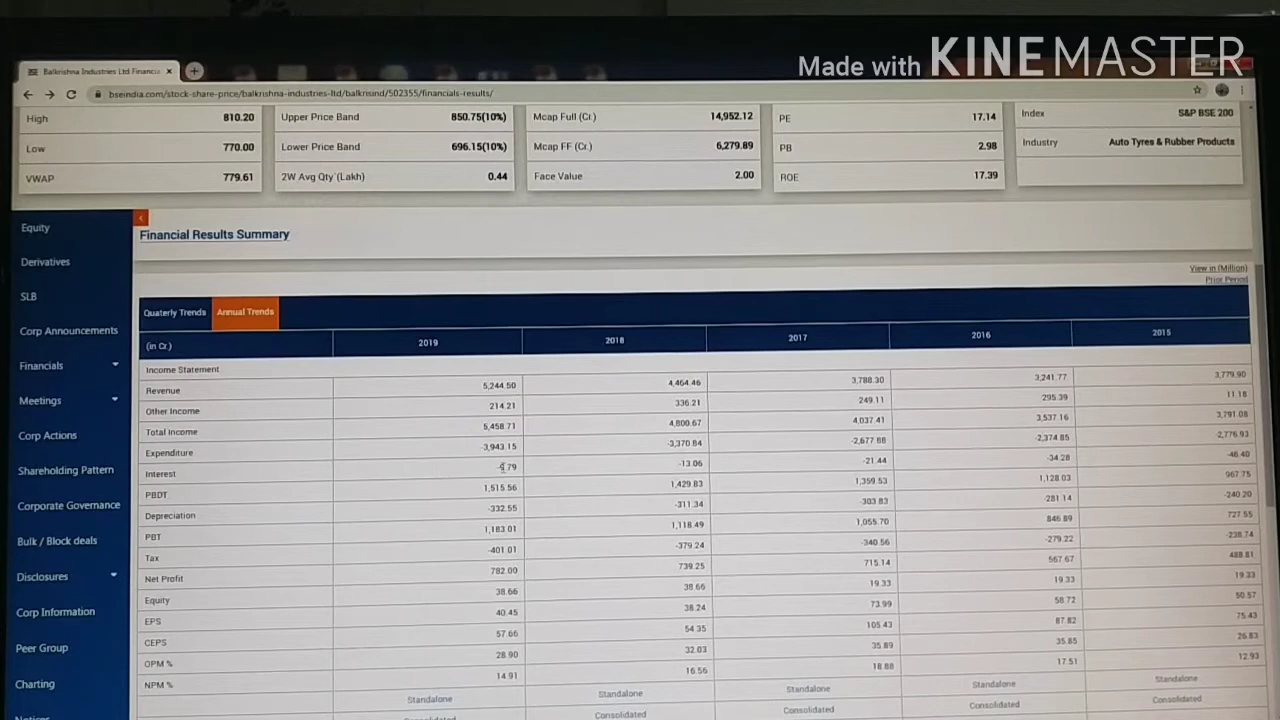 Made with KINEMASTER
Balkrishna Industries Ltd Financia
bseindia.com/stock-share-price/balkrishna-industries-ltd/balkrisind/502355/financials-results/
High 810.20 Upper Price Band 850.75(10%) Mcap Full (Cr.) 14,952.12 PE 17.14 Index S&P BSE 200
Low 770.00 Lower Price Band 696.15(10%) Mcap FF (Cr.) 6,279.89 PB 2.98 Industry Auto Tyres & Rubber Products
VWAP 779.61 2W Avg Qty (Lakh) 0.44 Face Value 2.00 ROE 17.39
Equity
Derivatives
SLB
Corp Announcements
Financials
Meetings
Corp Actions
Shareholding Pattern
Corporate Governance
Bulk / Block deals
Disclosures
Corp Information
Peer Group
Charting
Financial Results Summary
View in (Million)
Prior Period
Quaterly Trends Annual Trends
(in Cr.) 2019 2018 2017 2016 2015
Income Statement
Revenue 5,244.50 4,464.46 3,788.30 3,241.77 3,779.90
Other Income 214.21 336.21 249.11 295.39 11.18
Total Income 5,458.71 4,800.67 4,037.41 3,537.16 3,791.08
Expenditure -3,943.15 -3,370.84 -2,677.88 -2,374.85 -2,776.93
Interest -13.06 -21.44 -34.28 -46.40
PBDT 1,515.56 1,429.83 1,359.53 1,128.03 967.75
Depreciation -332.55 -311.34 -303.83 -281.14 -240.20
PBT 1,183.01 1,118.49 1,055.70 846.89 727.55
Tax -401.01 -379.24 -340.56 -279.22 -238.74
Net Profit 782.00 739.25 715.14 567.67 488.81
Equity 38.66 38.66 19.33 19.33 19.33
EPS 40.45 38.24 73.99 58.72 50.57
CEPS 57.66 54.35 105.43 87.82 75.43
OPM % 28.90 32.03 35.89 35.85 26.83
NPM % 14.91 16.56 18.88 17.51 12.93
Standalone Standalone Standalone Standalone Standalone
Consolidated Consolidated Consolidated Consolidated Consolidated